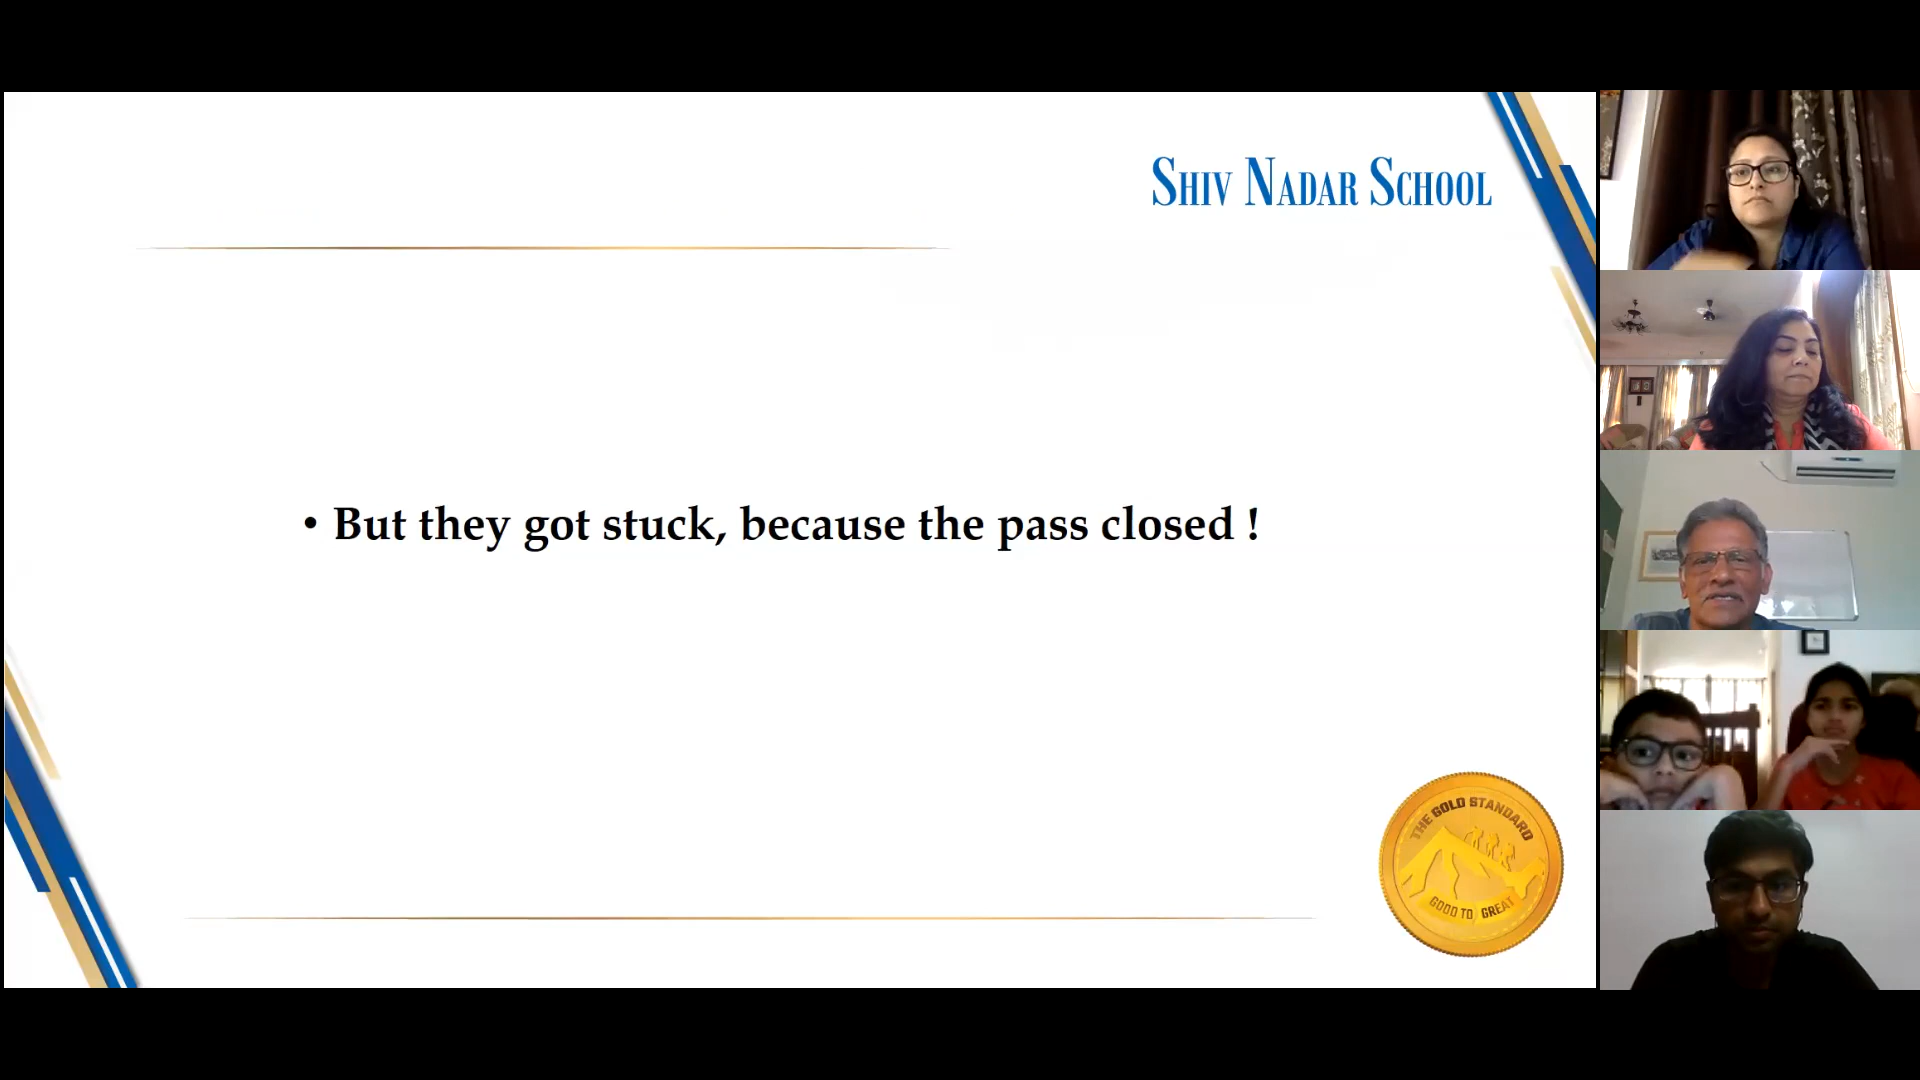 SHIV NADAR SCHOOL
• But they got stuck, because the pass closed !
THE GOLD STANDARD
GOOD TO GREAT